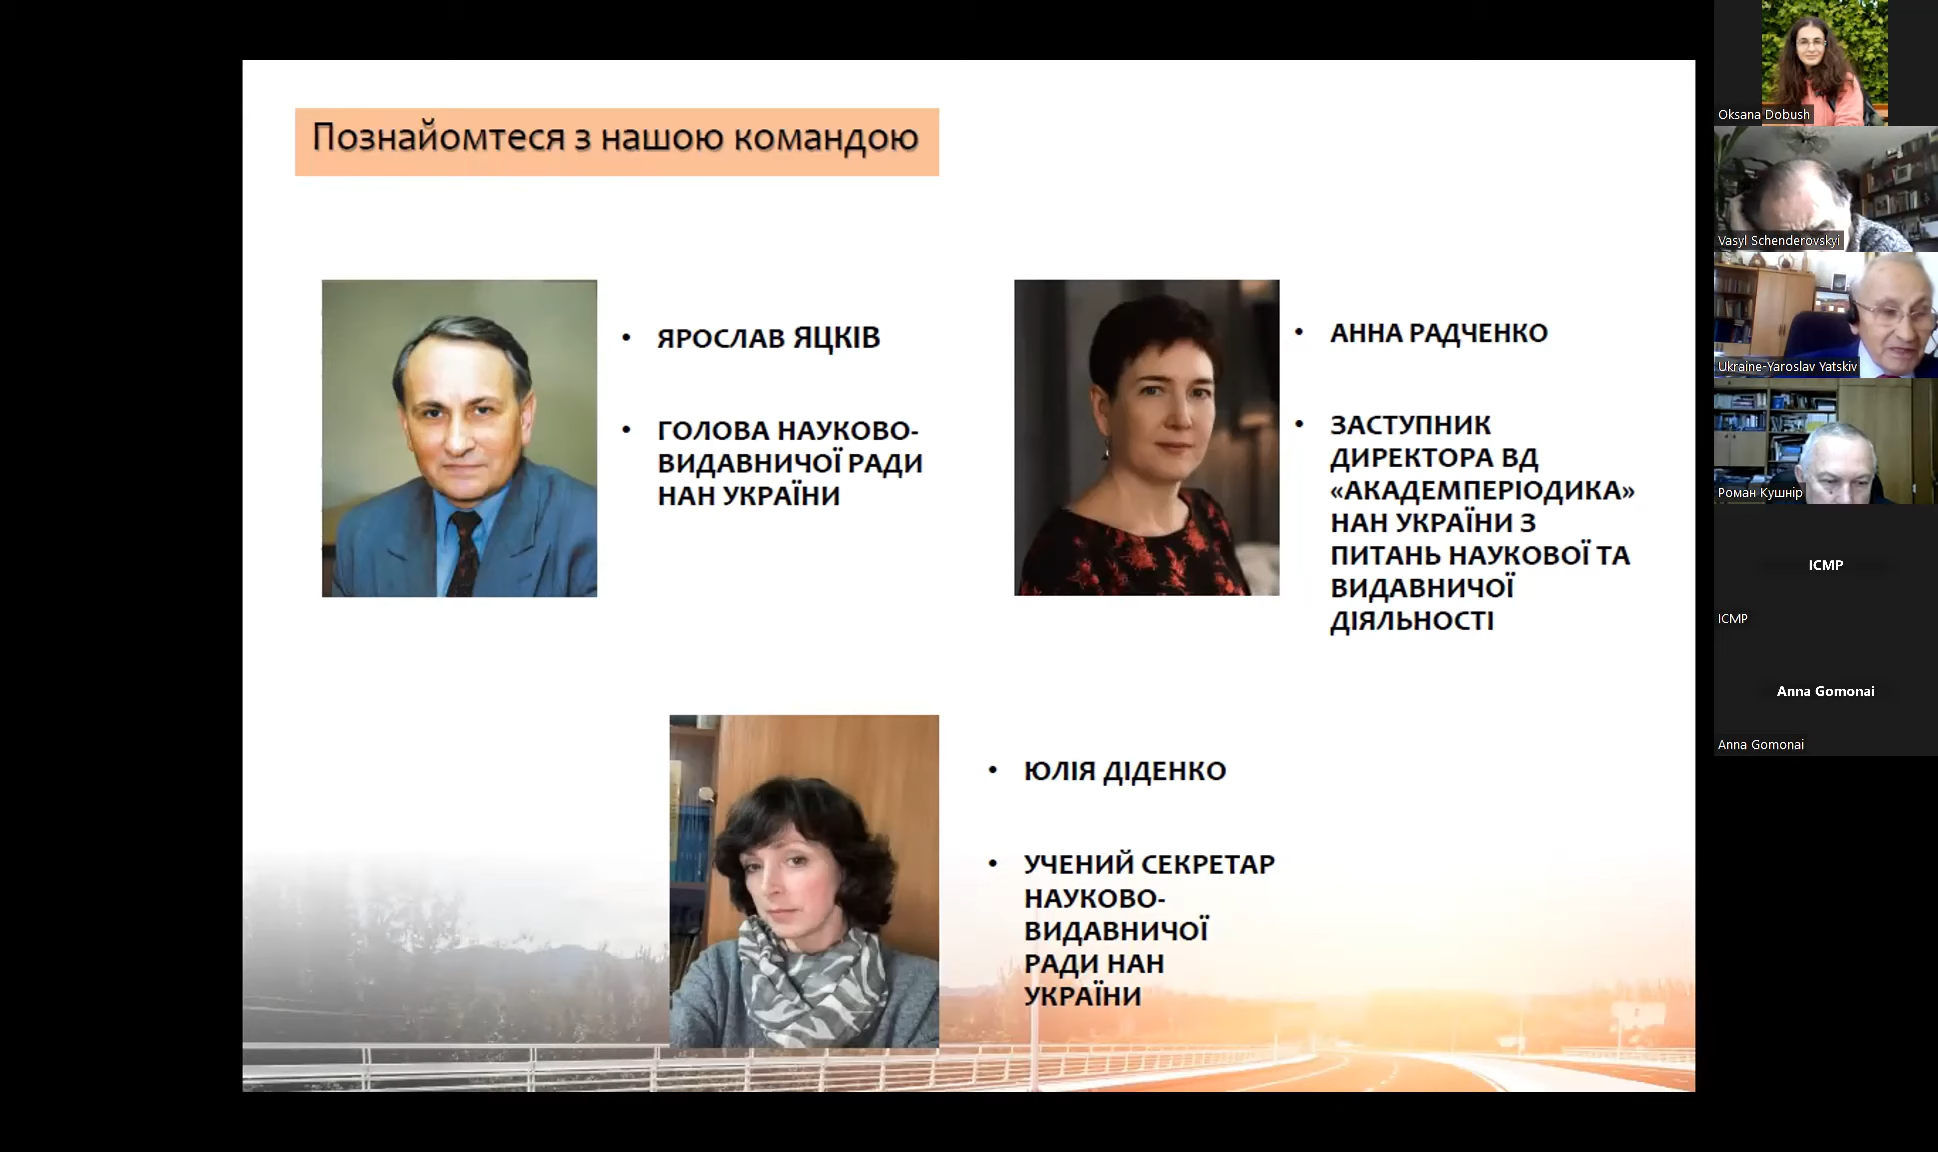 Познайомтеся з нашою командою
• ЯРОСЛАВ ЯЦКІВ
• ГОЛОВА НАУКОВО-
ВИДАВНИЧОЇ РАДИ
НАН УКРАЇНИ
• АННА РАДЧЕНКО
• ЗАСТУПНИК
ДИРЕКТОРА ВД
«АКАДЕМПЕРІОДИКА»
НАН УКРАЇНИ З
ПИТАНЬ НАУКОВОЇ ТА
ВИДАВНИЧОЇ
ДІЯЛЬНОСТІ
• ЮЛІЯ ДІДЕНКО
• УЧЕНИЙ СЕКРЕТАР
НАУКОВО-
ВИДАВНИЧОЇ
РАДИ НАН
УКРАЇНИ
Oksana Dobush
Vasyl Schenderovskyi
Ukraine-Yaroslav Yatskiv
Роман Кушнір
ICMP
ICMP
Anna Gomonai
Anna Gomonai